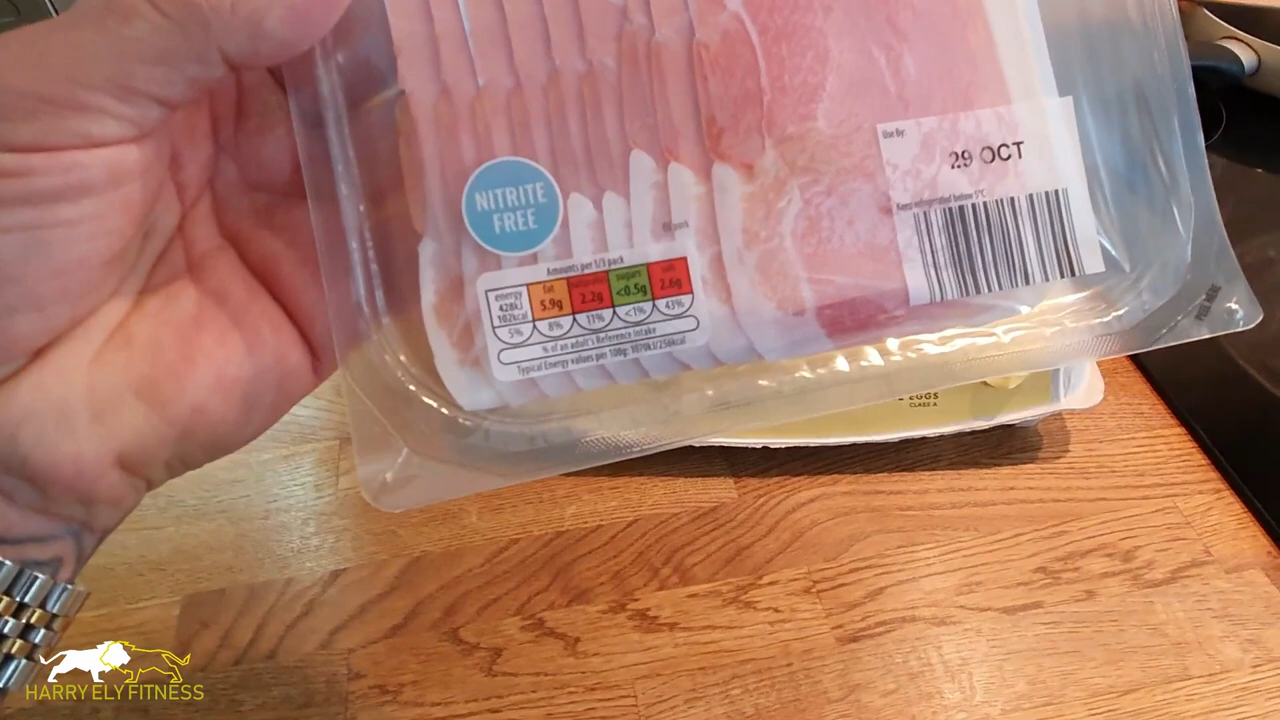 Use By:
29 OCT
Keep refrigerated below 5°C
NITRITE
FREE
Amounts per 1/3 pack
energy
428kJ
102kcal
5%
fat
5.9g
8%
2.2g
11%
sugars
<0.5g
<1%
salt
2.6g
43%
% of an adult's Reference Intake
Typical Energy values per 100g: 1070kJ/256kcal
EGGS
CLASS A
HARRY ELY FITNESS